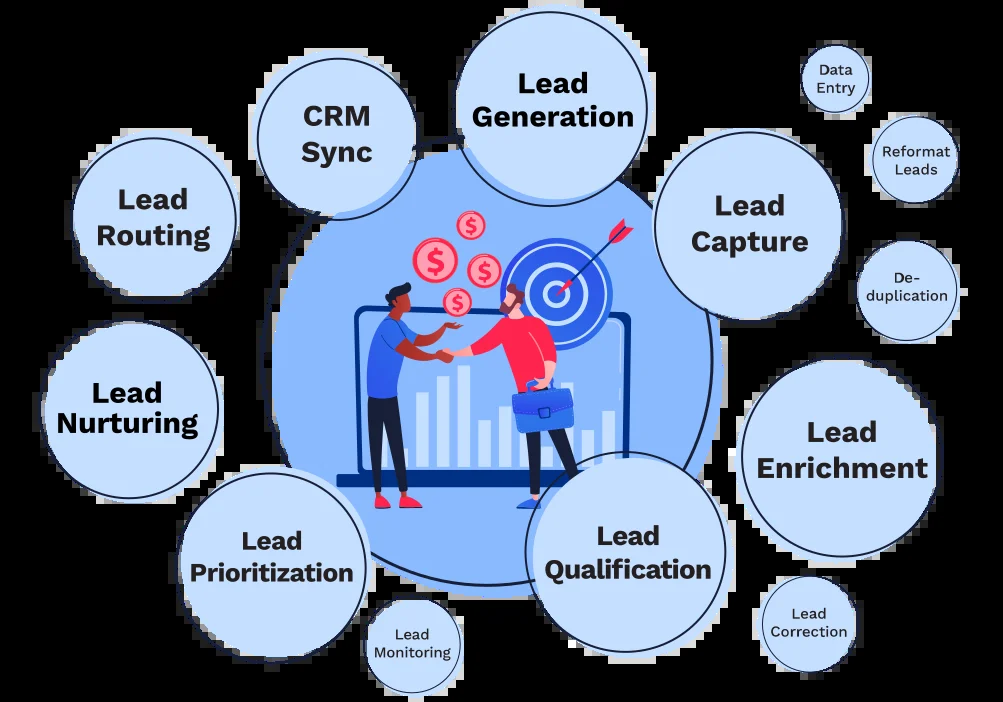 Lead
Generation
Data
Entry
CRM
Sync
Reformat
Leads
Lead
Routing
Lead
Capture
$
$
$
$
De-
duplication
Lead
Nurturing
Lead
Enrichment
Lead
Prioritization
Lead
Qualification
Lead
Monitoring
Lead
Correction